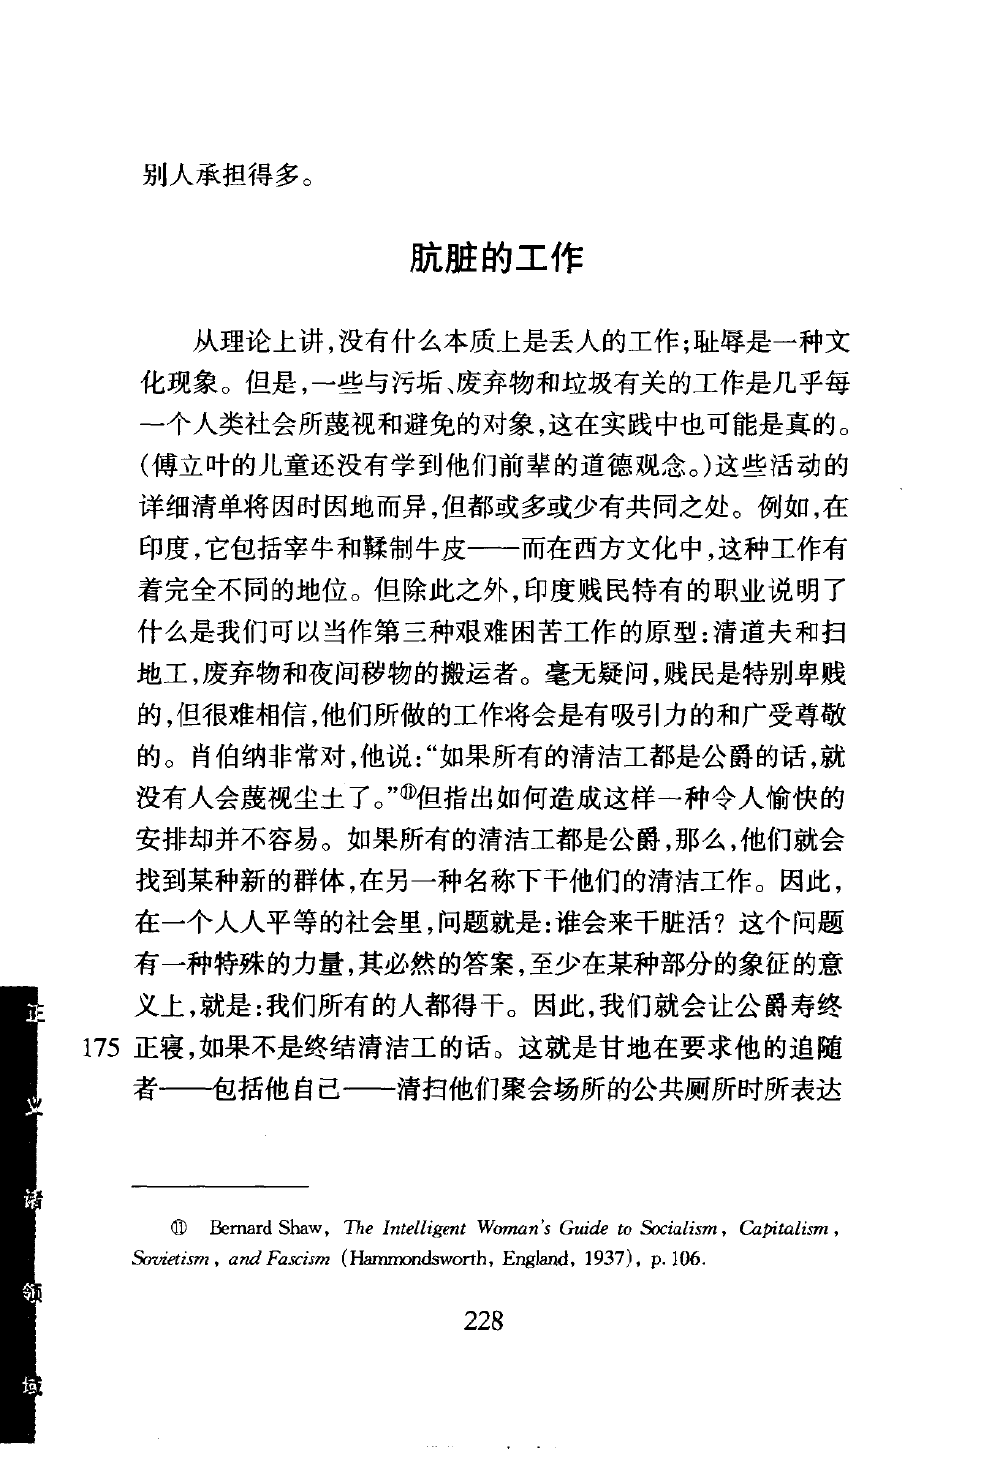 别人承担得多。
肮脏的工作
从理论上讲,没有什么本质上是丢人的工作;耻辱是一种文
化现象。但是,一些与污垢、废弃物和垃圾有关的工作是几乎每
一个人类社会所蔑视和避免的对象,这在实践中也可能是真的。
(傅立叶的儿童还没有学到他们前辈的道德观念。)这些活动的
详细清单将因时因地而异,但都或多或少有共同之处。例如,在
印度,它包括宰牛和鞣制牛皮——而在西方文化中,这种工作有
着完全不同的地位。但除此之外,印度贱民特有的职业说明了
什么是我们可以当作第三种艰难困苦工作的原型:清道夫和扫
地工,废弃物和夜间秽物的搬运者。毫无疑问,贱民是特别卑贱
的,但很难相信,他们所做的工作将会是有吸引力的和广受尊敬
的。肖伯纳非常对,他说:“如果所有的清洁工都是公爵的话,就
没有人会蔑视尘土了。”⑪但指出如何造成这样一种令人愉快的
安排却并不容易。如果所有的清洁工都是公爵,那么,他们就会
找到某种新的群体,在另一种名称下干他们的清洁工作。因此,
在一个人人平等的社会里,问题就是:谁会来干脏活?这个问题
有一种特殊的力量,其必然的答案,至少在某种部分的象征的意
义上,就是:我们所有的人都得干。因此,我们就会让公爵寿终
175 正寝,如果不是终结清洁工的话。这就是甘地在要求他的追随
者——包括他自己——清扫他们聚会场所的公共厕所时所表达
⑪ Bernard Shaw, The Intelligent Woman's Guide to Socialism, Capitalism,
Sovietism, and Fascism (Hammondsworth, England, 1937), p. 106.
228
正义诸领域